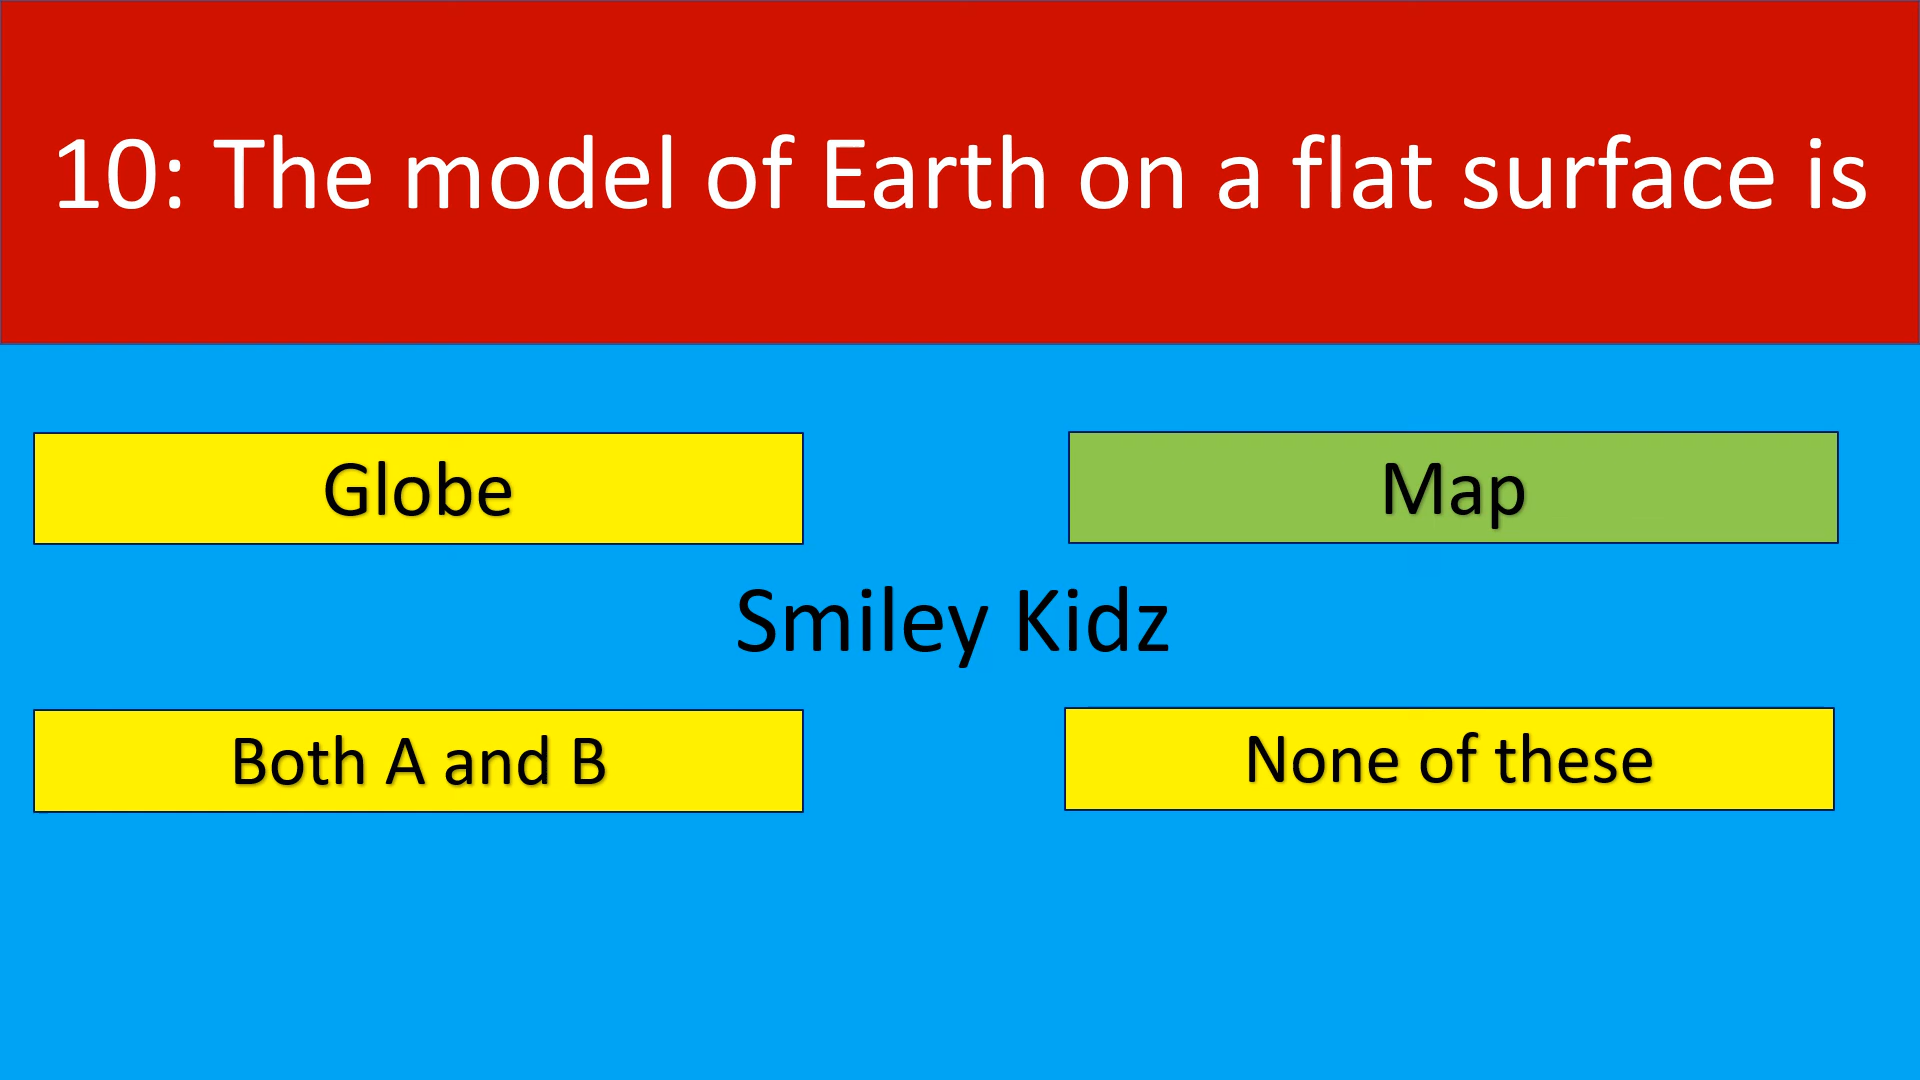 10: The model of Earth on a flat surface is
Globe
Map
Smiley Kidz
Both A and B
None of these